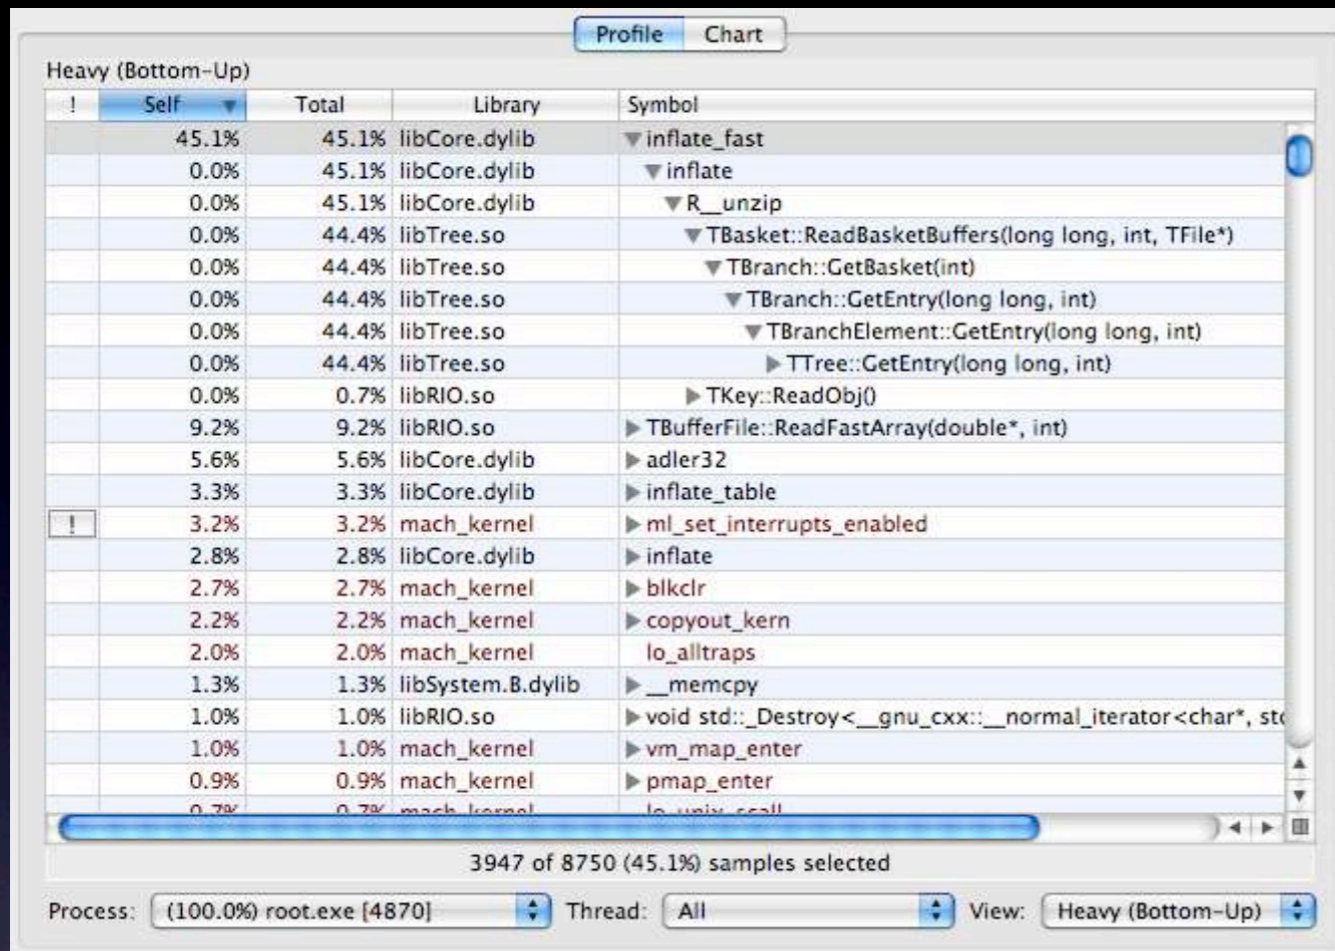 Profile Chart
Heavy (Bottom-Up)
! Self Total Library Symbol
45.1% 45.1% libCore.dylib inflate_fast
0.0% 45.1% libCore.dylib inflate
0.0% 45.1% libCore.dylib R__unzip
0.0% 44.4% libTree.so TBasket::ReadBasketBuffers(long long, int, TFile*)
0.0% 44.4% libTree.so TBranch::GetBasket(int)
0.0% 44.4% libTree.so TBranch::GetEntry(long long, int)
0.0% 44.4% libTree.so TBranchElement::GetEntry(long long, int)
0.0% 44.4% libTree.so TTree::GetEntry(long long, int)
0.0% 0.7% libRIO.so TKey::ReadObj()
9.2% 9.2% libRIO.so TBufferFile::ReadFastArray(double*, int)
5.6% 5.6% libCore.dylib adler32
3.3% 3.3% libCore.dylib inflate_table
! 3.2% 3.2% mach_kernel ml_set_interrupts_enabled
2.8% 2.8% libCore.dylib inflate
2.7% 2.7% mach_kernel blkclr
2.2% 2.2% mach_kernel copyout_kern
2.0% 2.0% mach_kernel lo_alltraps
1.3% 1.3% libSystem.B.dylib __memcpy
1.0% 1.0% libRIO.so void std::_Destroy<__gnu_cxx::__normal_iterator<char*, std
1.0% 1.0% mach_kernel vm_map_enter
0.9% 0.9% mach_kernel pmap_enter
0.7% 0.7% mach_kernel
3947 of 8750 (45.1%) samples selected
Process: (100.0%) root.exe [4870] Thread: All View: Heavy (Bottom-Up)